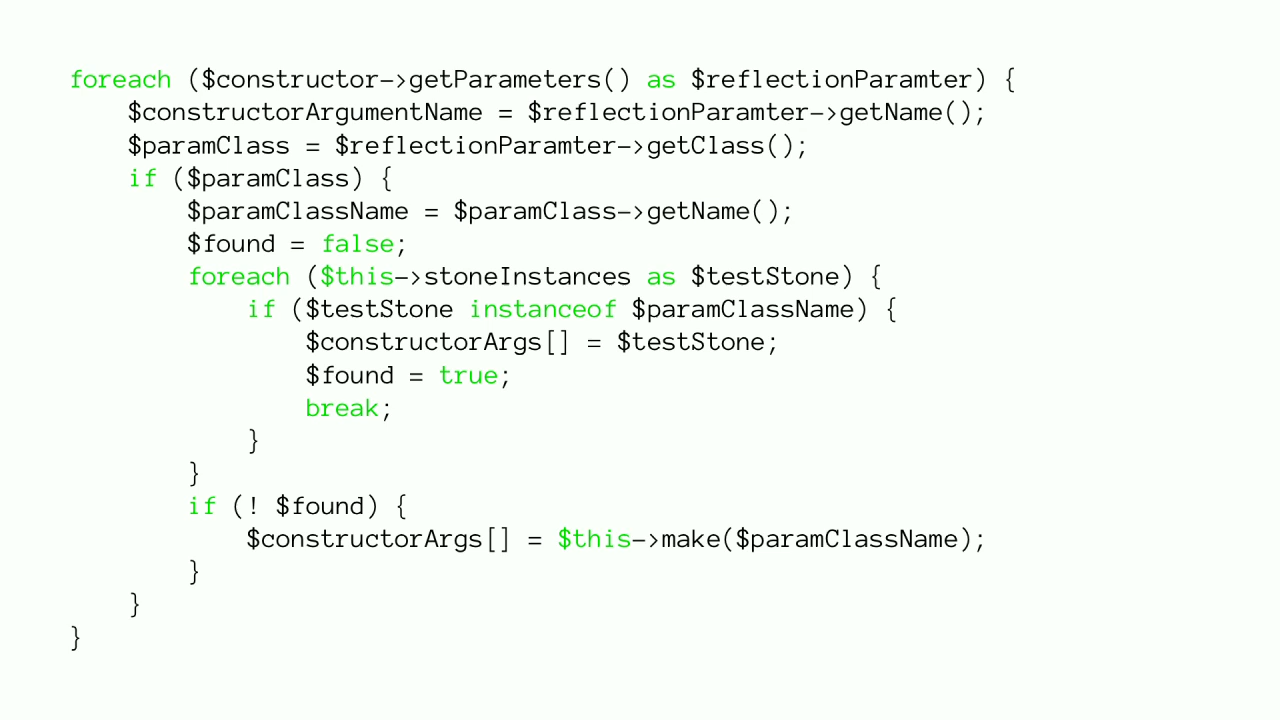 foreach ($constructor->getParameters() as $reflectionParamter) {
    $constructorArgumentName = $reflectionParamter->getName();
    $paramClass = $reflectionParamter->getClass();
    if ($paramClass) {
        $paramClassName = $paramClass->getName();
        $found = false;
        foreach ($this->stoneInstances as $testStone) {
            if ($testStone instanceof $paramClassName) {
                $constructorArgs[] = $testStone;
                $found = true;
                break;
            }
        }
        if (! $found) {
            $constructorArgs[] = $this->make($paramClassName);
        }
    }
}